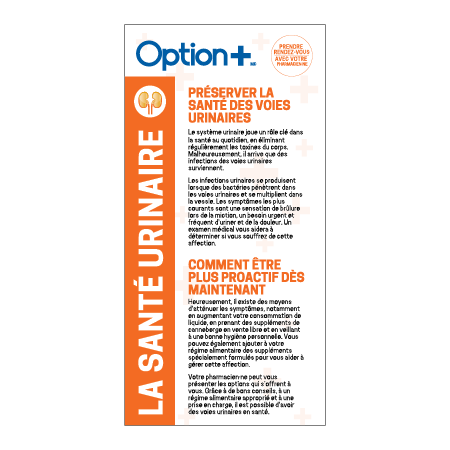 Option+
MD
PRENDRE
RENDEZ-VOUS
AVEC VOTRE
PHARMACIEN·NE
LA SANTÉ URINAIRE
PRÉSERVER LA
SANTÉ DES VOIES
URINAIRES
Le système urinaire joue un rôle clé dans
la santé au quotidien, en éliminant
régulièrement les toxines du corps.
Malheureusement, il arrive que des
infections des voies urinaires
surviennent.
Les infections urinaires se produisent
lorsque des bactéries pénètrent dans
les voies urinaires et se multiplient dans
la vessie. Les symptômes les plus
courants sont une sensation de brûlure
lors de la miction, un besoin urgent et
fréquent d'uriner et de la douleur. Un
examen médical vous aidera à
déterminer si vous souffrez de cette
affection.
COMMENT ÊTRE
PLUS PROACTIF DÈS
MAINTENANT
Heureusement, il existe des moyens
d'atténuer les symptômes, notamment
en augmentant votre consommation de
liquide, en prenant des suppléments de
canneberge en vente libre et en veillant
à une bonne hygiène personnelle. Vous
pouvez également ajouter à votre
régime alimentaire des suppléments
spécialement formulés pour vous aider à
gérer cette affection.
Votre pharmacien·ne peut vous
présenter les options qui s'offrent à
vous. Grâce à de bons conseils, à un
régime alimentaire approprié et à une
prise en charge, il est possible d'avoir
des voies urinaires en santé.